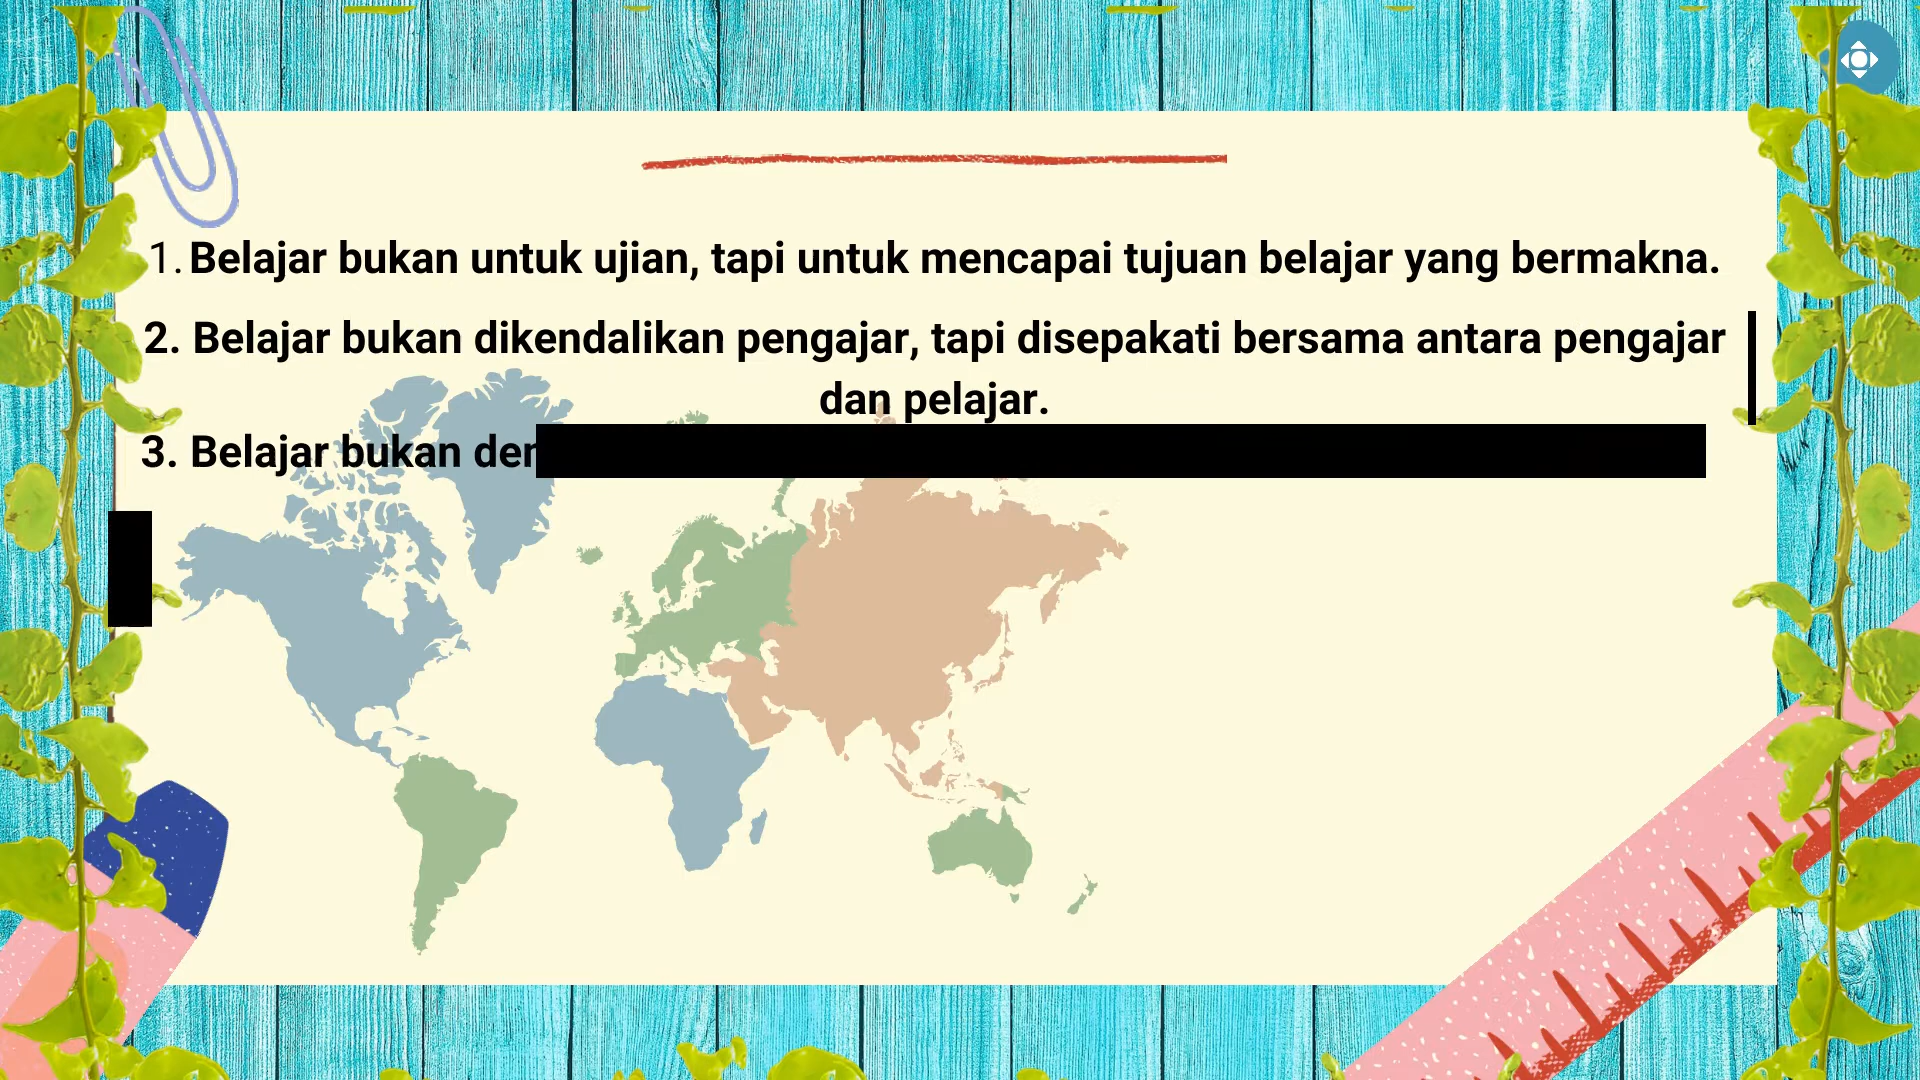 1. Belajar bukan untuk ujian, tapi untuk mencapai tujuan belajar yang bermakna.
2. Belajar bukan dikendalikan pengajar, tapi disepakati bersama antara pengajar
dan pelajar.
3. Belajar bukan